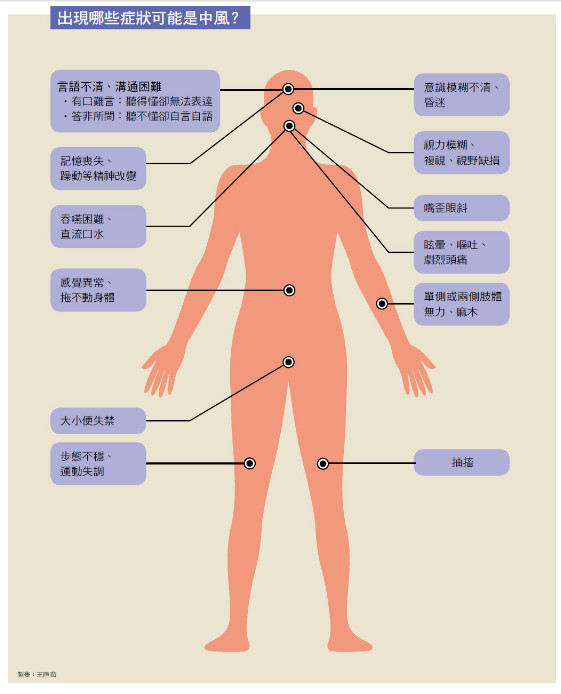 出現哪些症狀可能是中風？
言語不清、溝通困難
・有口難言：聽得懂卻無法表達
・答非所問：聽不懂卻自言自語
記憶喪失、
躁動等精神改變
吞嚥困難、
直流口水
感覺異常、
拖不動身體
大小便失禁
步態不穩、
運動失調
意識模糊不清、
昏迷
視力模糊、
複視、視野缺損
嘴歪眼斜
眩暈、嘔吐、
劇烈頭痛
單側或兩側肢體
無力、麻木
抽搐